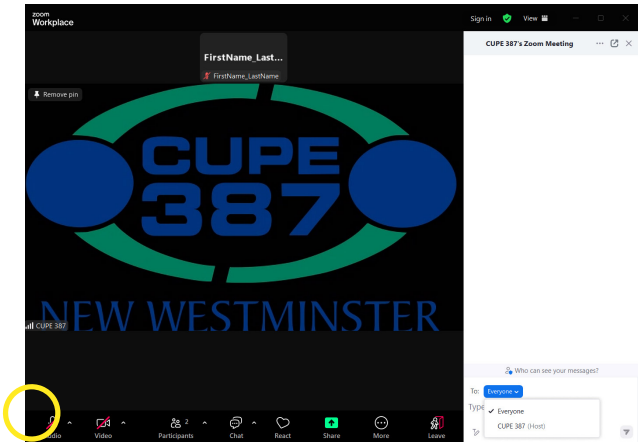 zoom
Workplace
Sign in
View
FirstName_Last...
FirstName_LastName
Remove pin
CUPE
387
NEW WESTMINSTER
CUPE 387
Audio
Video
Participants
2
Chat
React
Share
More
Leave
CUPE 387's Zoom Meeting
Who can see your messages?
To: Everyone
Type
Everyone
CUPE 387 (Host)